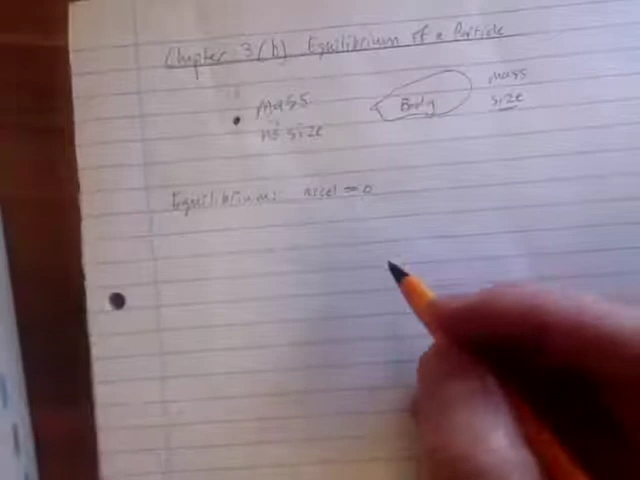 Chapter 3(b) Equilibrium of a Particle
mass
no size
Body
mass
size
Equilibrium: accel = 0